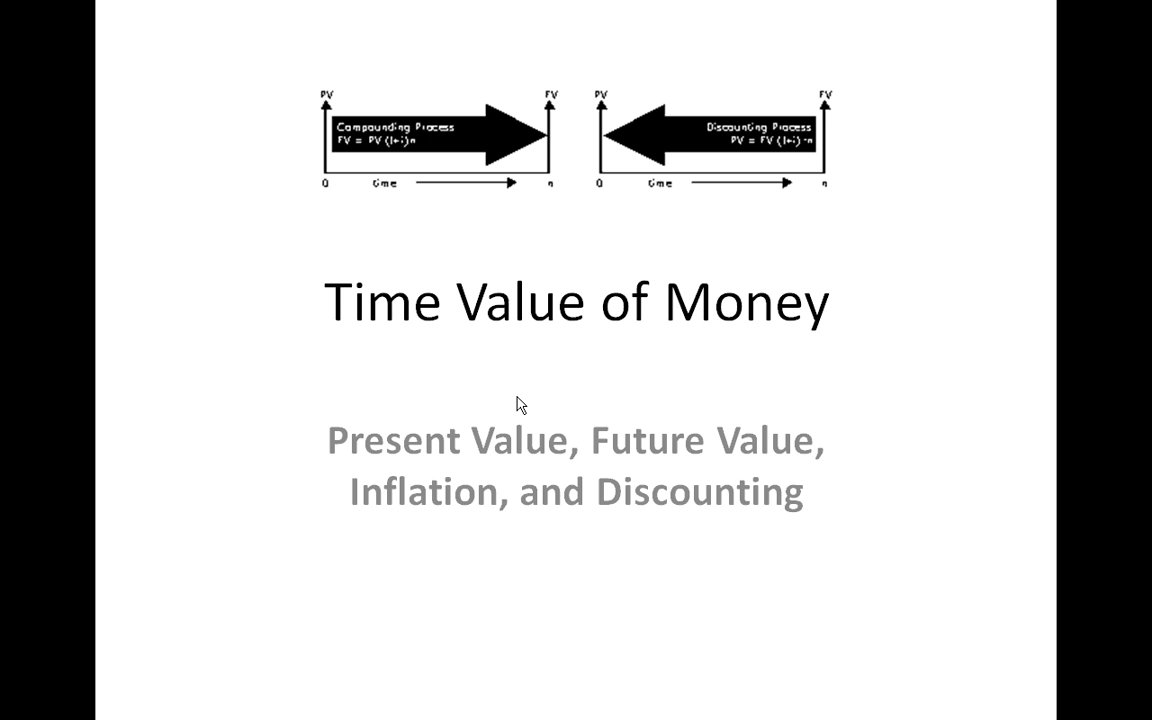 PV FV PV FV
Compounding Process
FV = PV (1+i)n
Discounting Process
PV = FV (1+i)-n
0 time n 0 time n
Time Value of Money
Present Value, Future Value,
Inflation, and Discounting